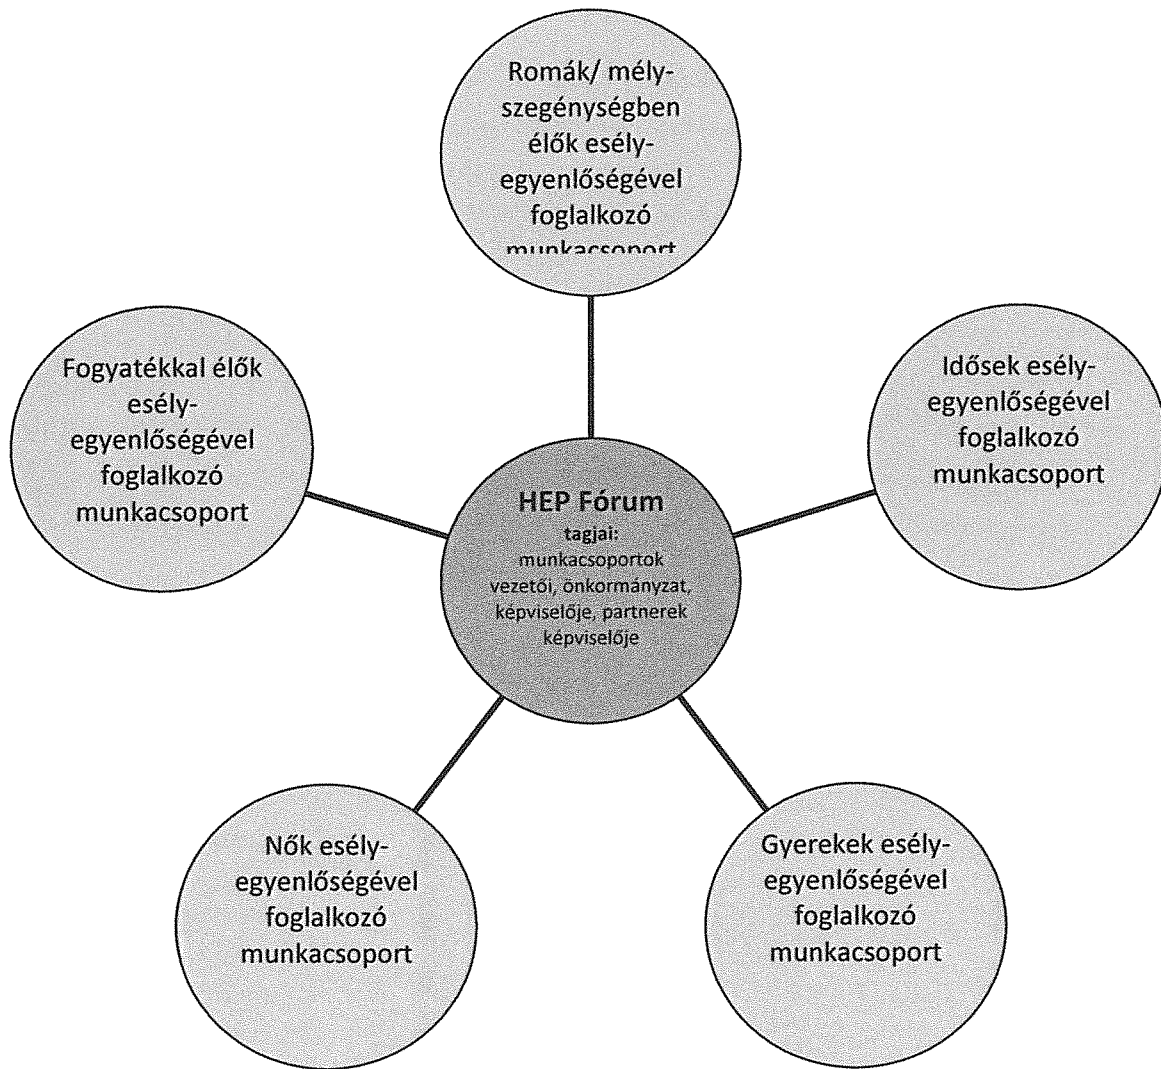 Romák/ mély-
szegénységben
élők esély-
egyenlőségével
foglalkozó
munkacsoport
Fogyatékkal élők
esély-
egyenlőségével
foglalkozó
munkacsoport
Idősek esély-
egyenlőségével
foglalkozó
munkacsoport
HEP Fórum
tagjai:
munkacsoportok
vezetői, önkormányzat,
képviselője, partnerek
képviselője
Nők esély-
egyenlőségével
foglalkozó
munkacsoport
Gyerekek esély-
egyenlőségével
foglalkozó
munkacsoport